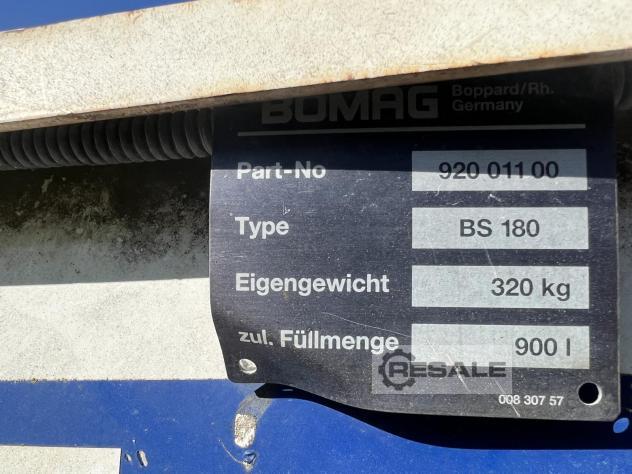 BOMAG Boppard/Rh.
Germany
Part-No 920 011 00
Type BS 180
Eigengewicht 320 kg
zul. Füllmenge 900 l
RESALE
008 307 57